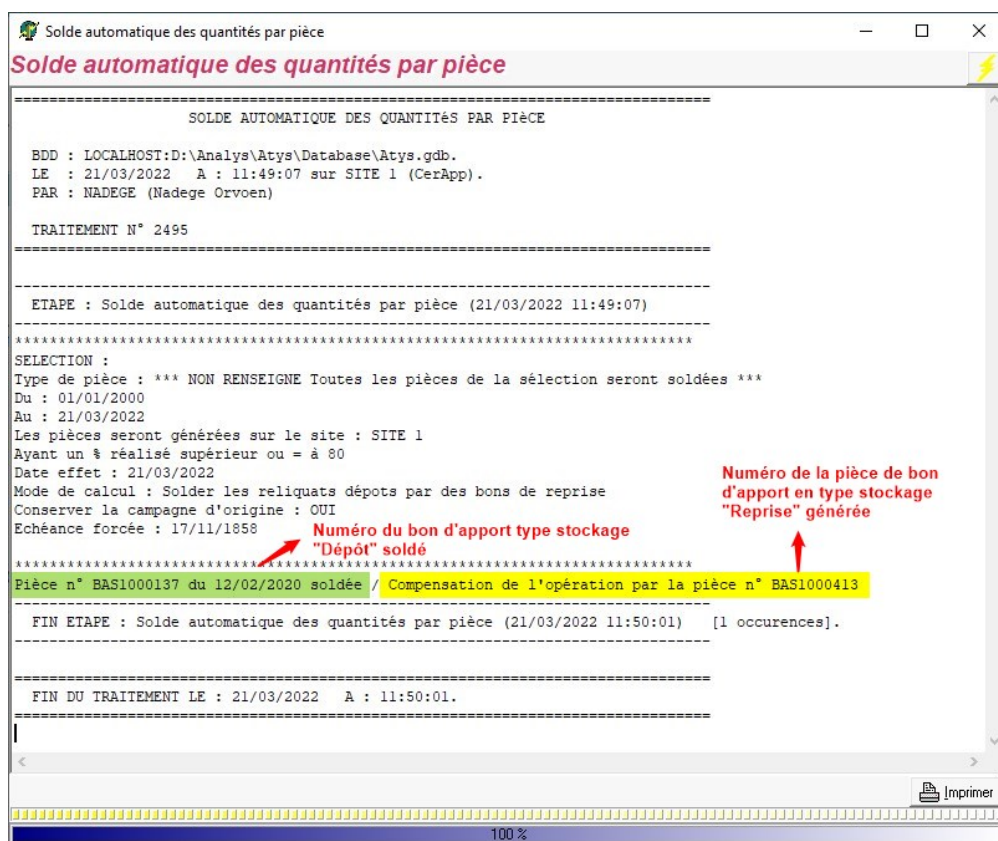 Solde automatique des quantités par pièce
Solde automatique des quantités par pièce
================================================================================
SOLDE AUTOMATIQUE DES QUANTITéS PAR PIèCE
BDD : LOCALHOST:D:\Analys\Atys\Database\Atys.gdb.
LE : 21/03/2022 A : 11:49:07 sur SITE 1 (CerApp).
PAR : NADEGE (Nadege Orvoen)
TRAITEMENT N° 2495
================================================================================
--------------------------------------------------------------------------------
ETAPE : Solde automatique des quantités par pièce (21/03/2022 11:49:07)
--------------------------------------------------------------------------------
******************************************************************************
SELECTION :
Type de pièce : *** NON RENSEIGNE Toutes les pièces de la sélection seront soldées ***
Du : 01/01/2000
Au : 21/03/2022
Les pièces seront générées sur le site : SITE 1
Ayant un % réalisé supérieur ou = à 80
Date effet : 21/03/2022
Mode de calcul : Solder les reliquats dépots par des bons de reprise
Conserver la campagne d'origine : OUI
Echéance forcée : 17/11/1858
Numéro du bon d'apport type stockage
"Dépôt" soldé
Numéro de la pièce de bon
d'apport en type stockage
"Reprise" générée
******************************************************************************
Pièce n° BAS1000137 du 12/02/2020 soldée / Compensation de l'opération par la pièce n° BAS1000413
--------------------------------------------------------------------------------
FIN ETAPE : Solde automatique des quantités par pièce (21/03/2022 11:50:01) [1 occurences].
--------------------------------------------------------------------------------
================================================================================
FIN DU TRAITEMENT LE : 21/03/2022 A : 11:50:01.
================================================================================
Imprimer
100 %